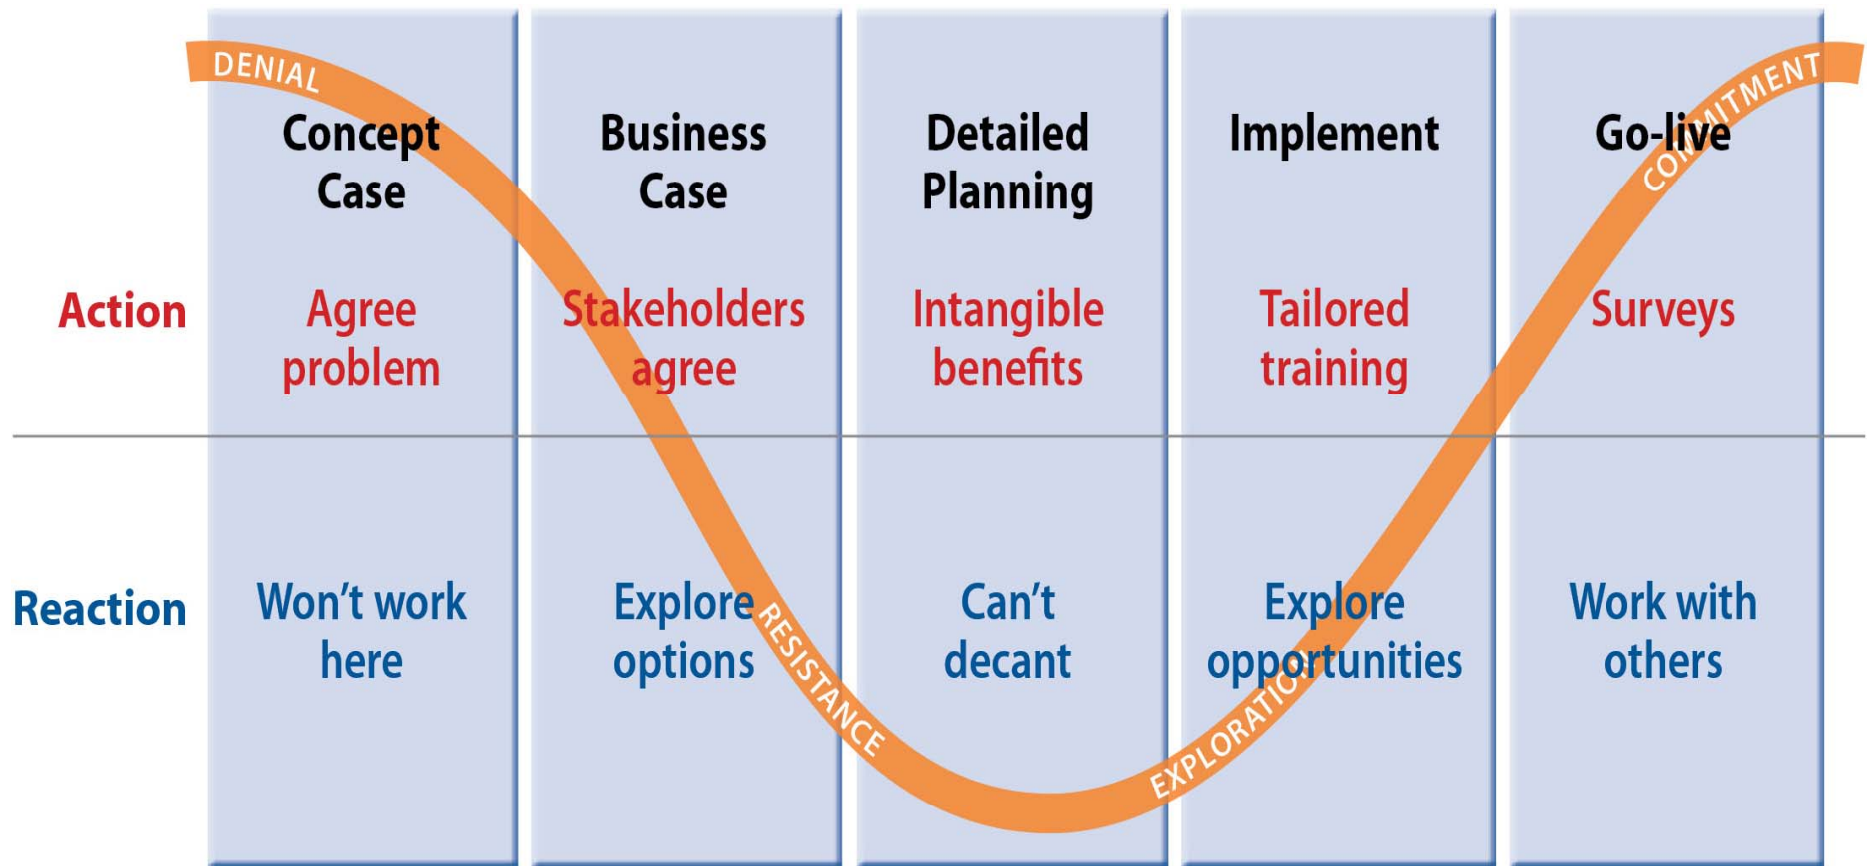 DENIAL
COMMITMENT
Concept
Case
Business
Case
Detailed
Planning
Implement
Go-live
Action
Agree
problem
Stakeholders
agree
Intangible
benefits
Tailored
training
Surveys
Reaction
Won’t work
here
Explore
options
Can’t
decant
Explore
opportunities
Work with
others
RESISTANCE
EXPLORATION